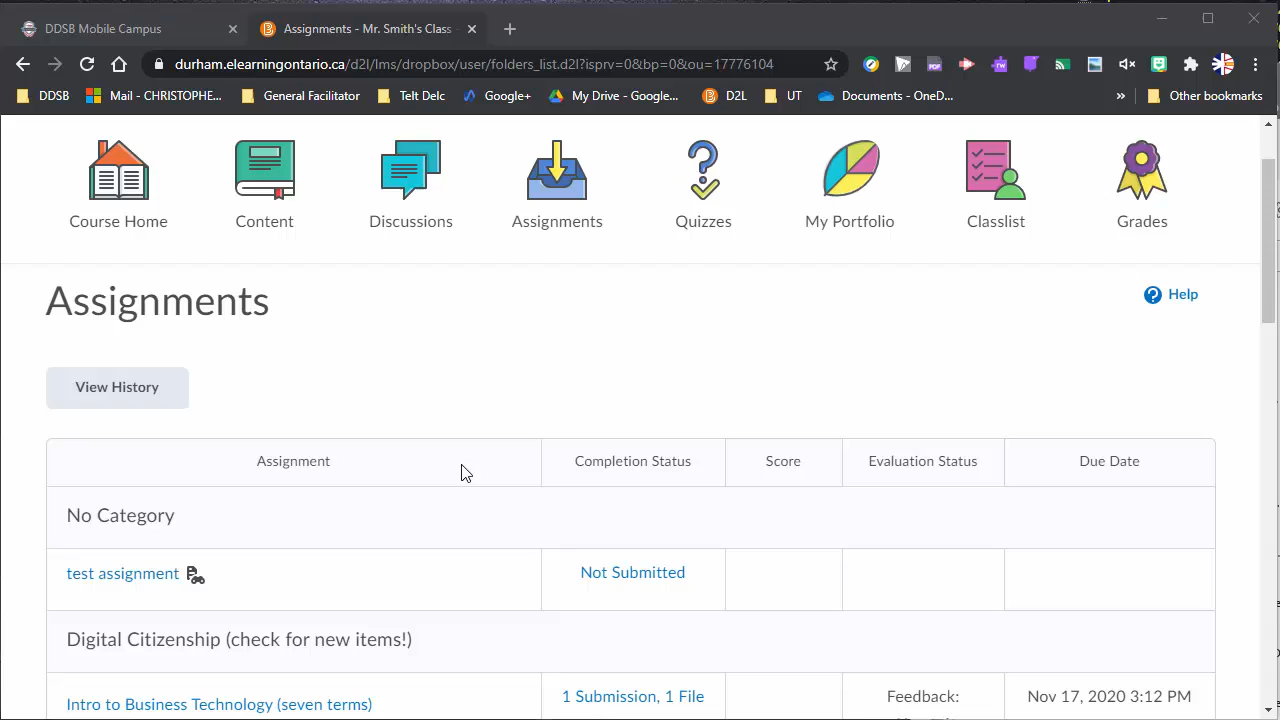 DDSB Mobile Campus
Assignments - Mr. Smith's Class
durham.elearningontario.ca/d2l/lms/dropbox/user/folders_list.d2l?isprv=0&bp=0&ou=17776104
DDSB Mail - CHRISTOPHE... General Facilitator Telt Delc Google+ My Drive - Google... D2L UT Documents - OneD... » Other bookmarks
Course Home Content Discussions Assignments Quizzes My Portfolio Classlist Grades
Assignments
Help
View History
Assignment Completion Status Score Evaluation Status Due Date
No Category
test assignment Not Submitted
Digital Citizenship (check for new items!)
Intro to Business Technology (seven terms) 1 Submission, 1 File Feedback: Nov 17, 2020 3:12 PM